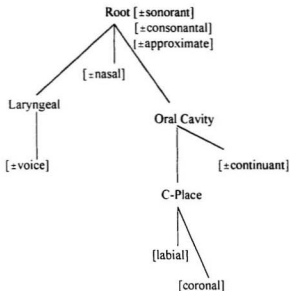 Root [±sonorant]
[±consonantal]
[±approximate]
[±nasal]
Laryngeal
Oral Cavity
[±voice]
[±continuant]
C-Place
[labial]
[coronal]